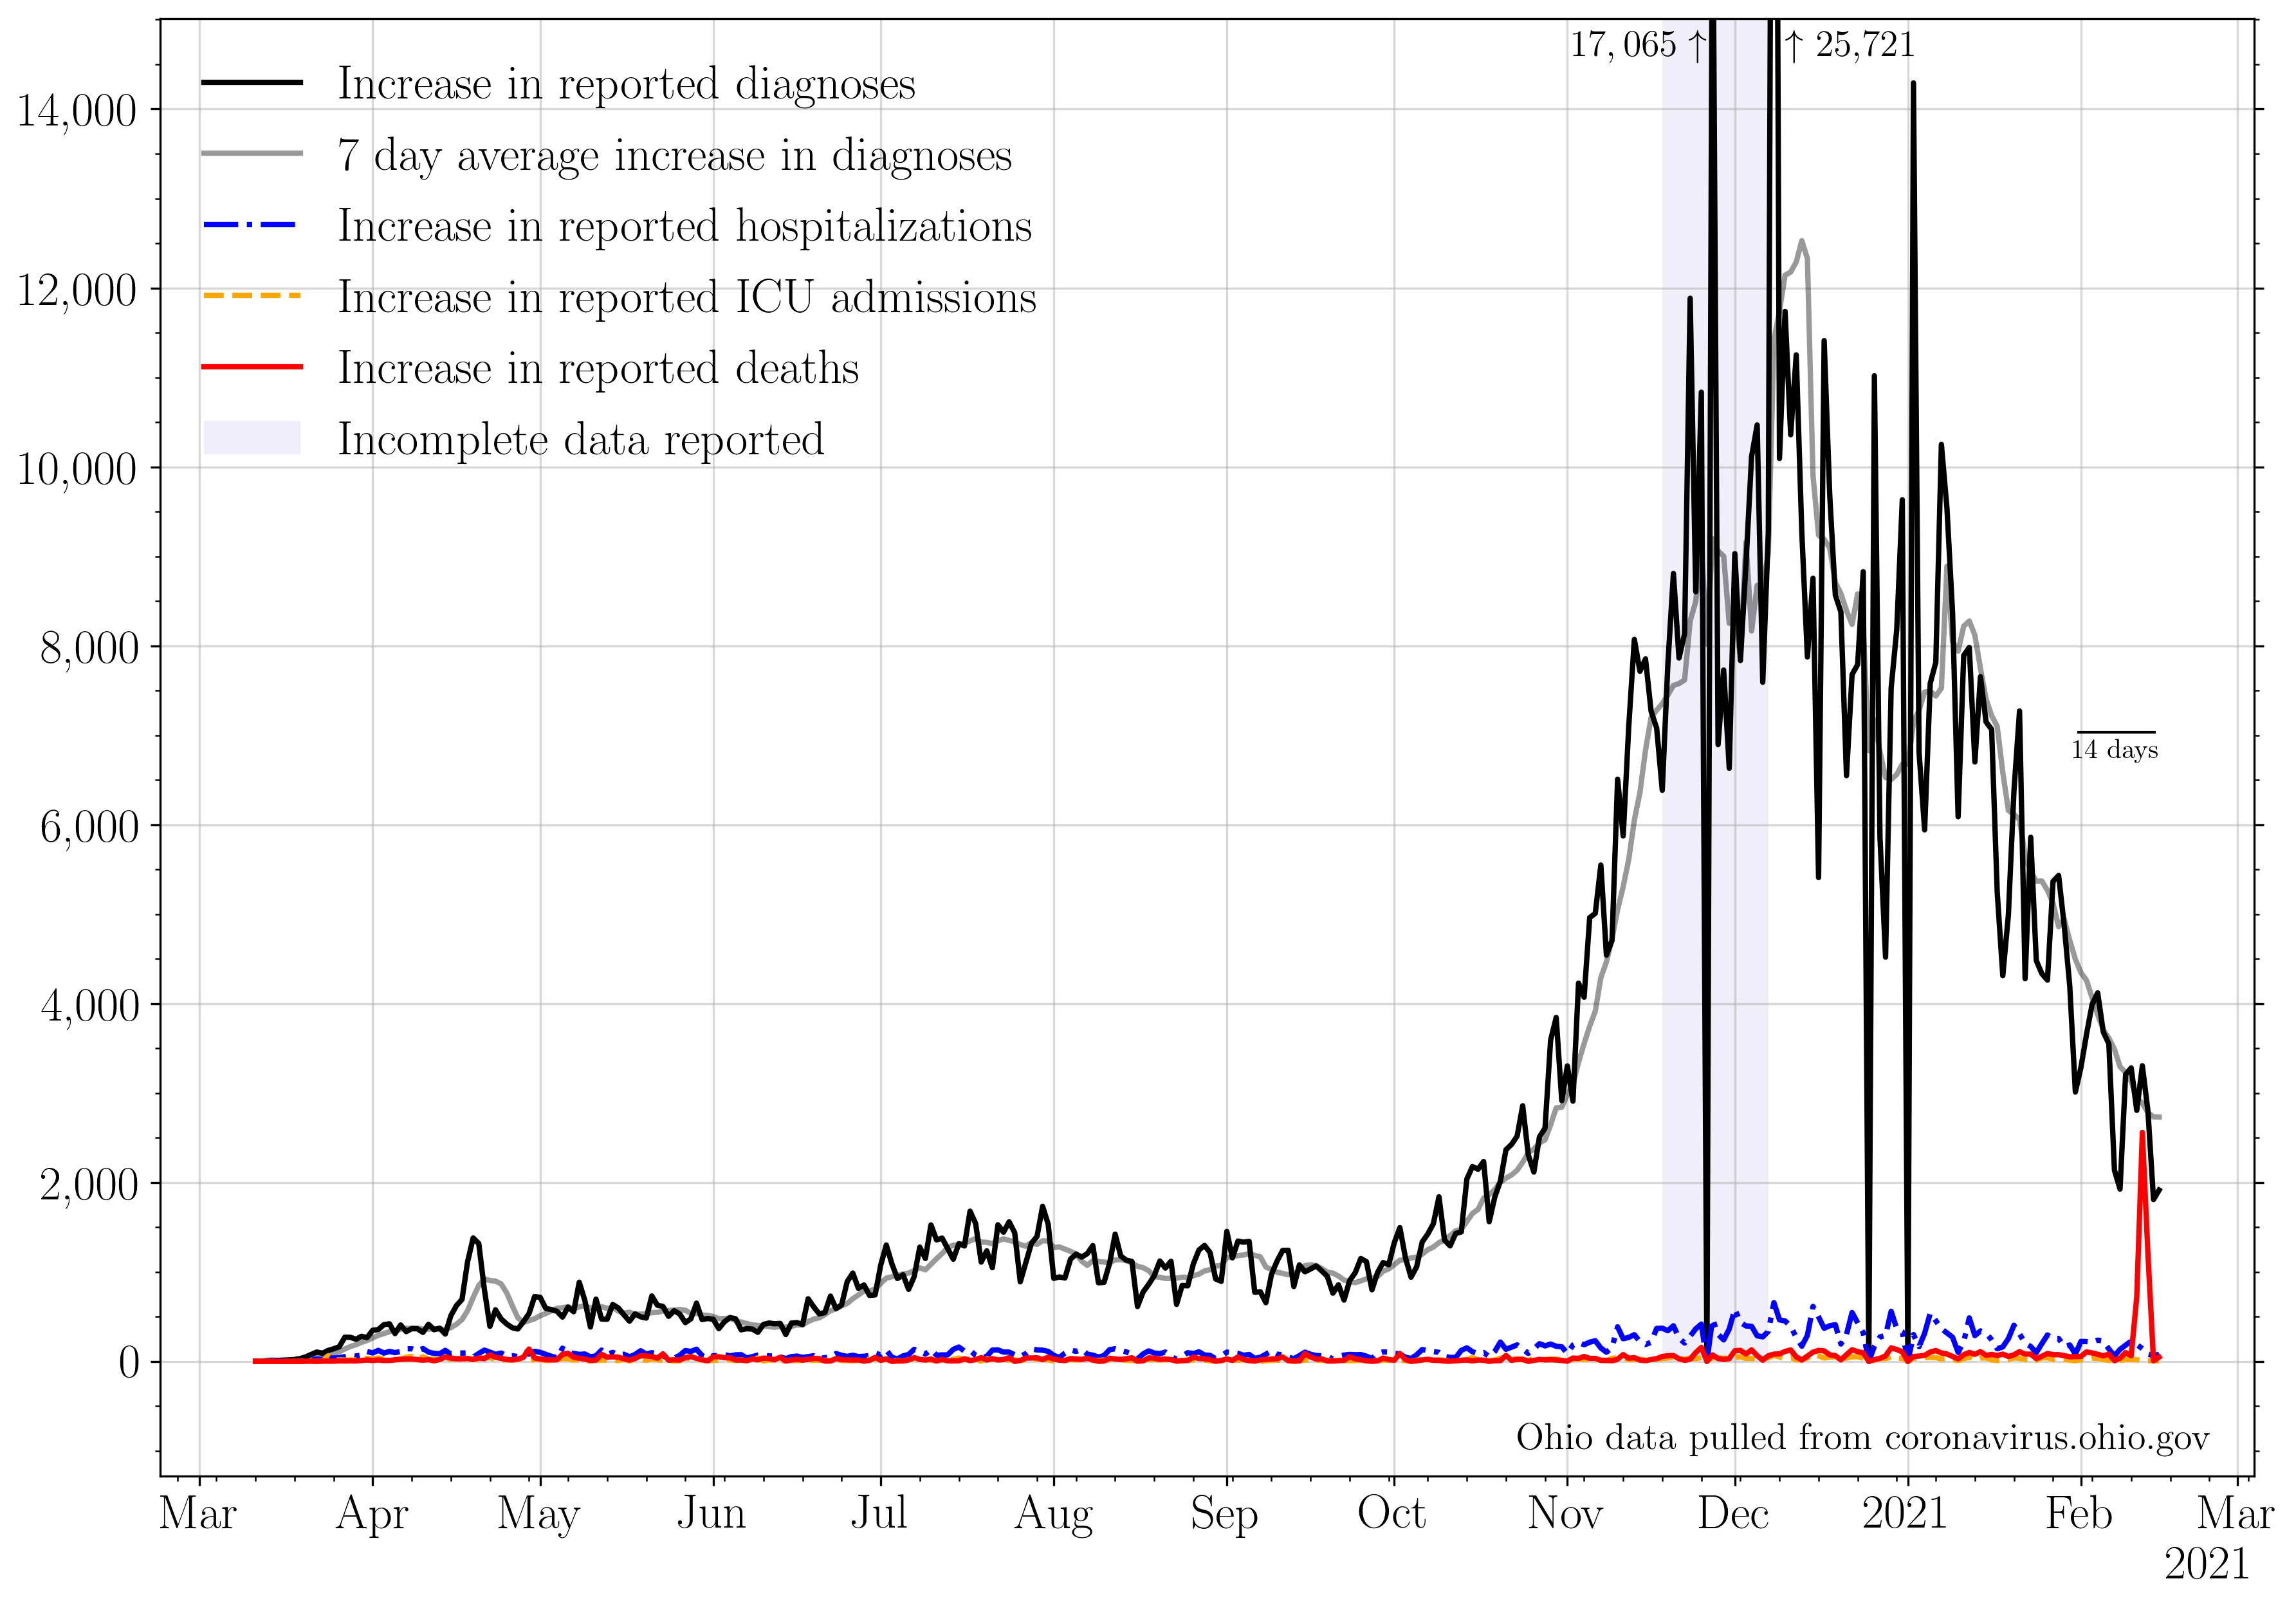 17,065 ↑ ↑ 25,721
Increase in reported diagnoses
7 day average increase in diagnoses
Increase in reported hospitalizations
Increase in reported ICU admissions
Increase in reported deaths
Incomplete data reported
14,000
12,000
10,000
8,000
6,000
4,000
2,000
0
14 days
Ohio data pulled from coronavirus.ohio.gov
Mar Apr May Jun Jul Aug Sep Oct Nov Dec 2021 Feb Mar
2021